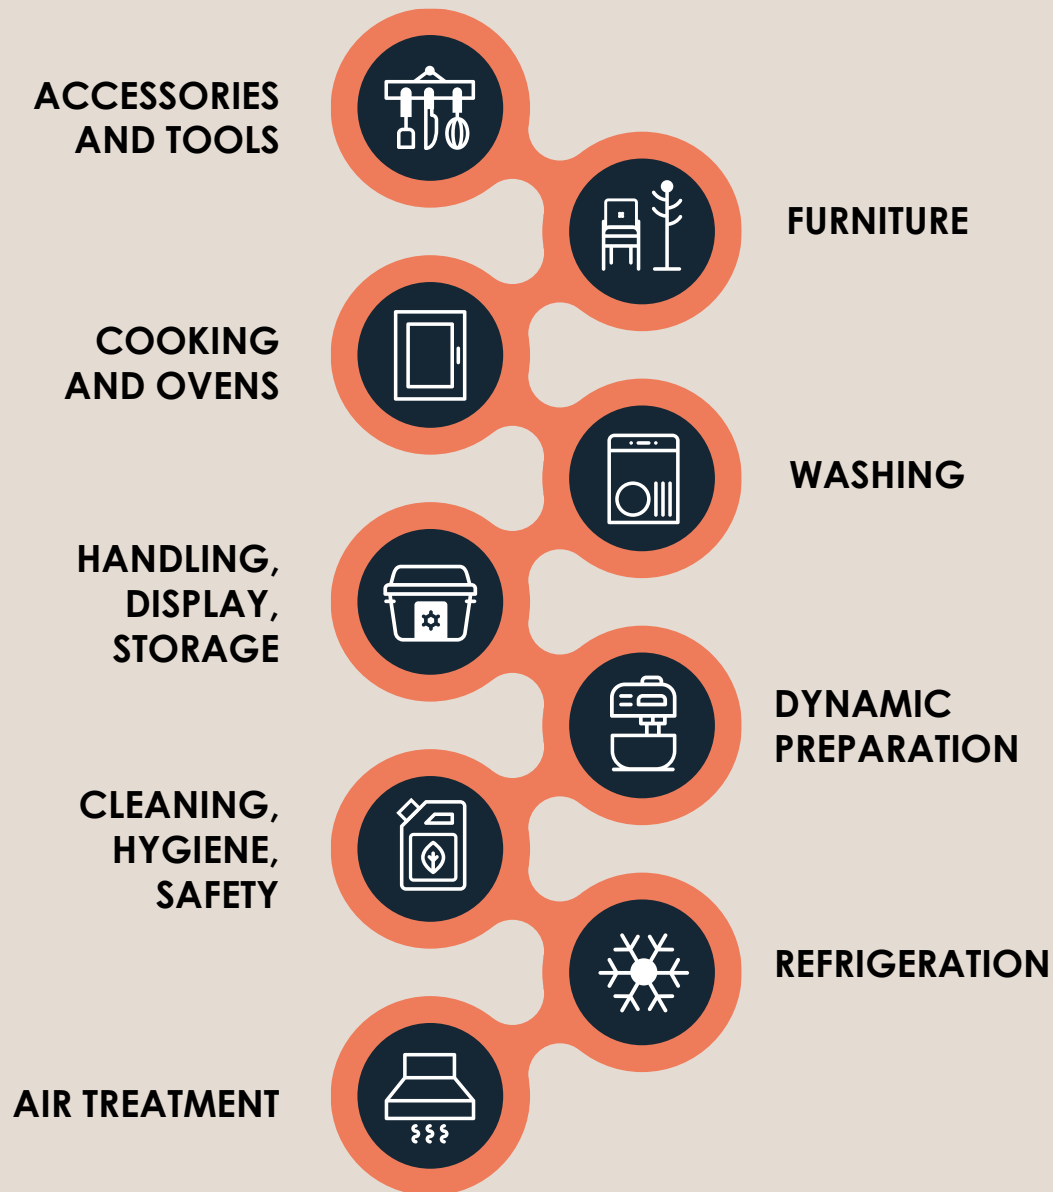 ACCESSORIES
AND TOOLS
FURNITURE
COOKING
AND OVENS
WASHING
HANDLING,
DISPLAY,
STORAGE
DYNAMIC
PREPARATION
CLEANING,
HYGIENE,
SAFETY
REFRIGERATION
AIR TREATMENT